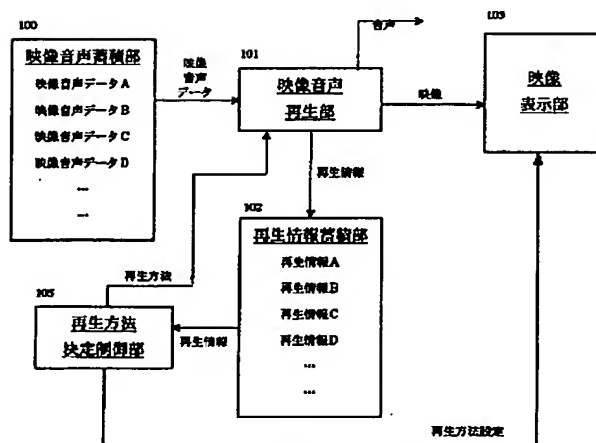 100
映像音声蓄積部
映像音声データA
映像音声データB
映像音声データC
映像音声データD
...
...
映像
音声
データ
101
映像音声
再生部
音声
映像
103
映像
表示部
再生情報
102
再生情報蓄積部
再生情報A
再生情報B
再生情報C
再生情報D
...
...
再生方法
105
再生方法
決定制御部
再生情報
再生方法設定